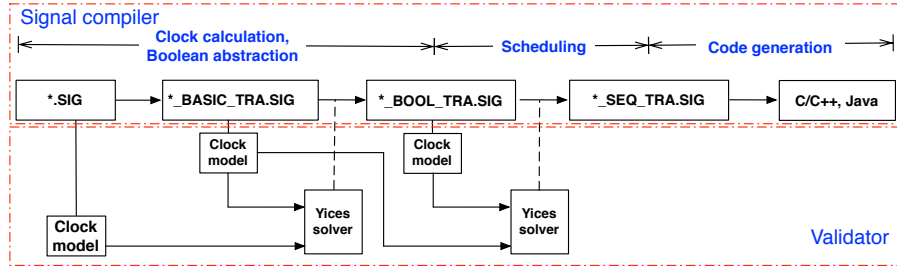 Signal compiler
Clock calculation,
Boolean abstraction
Scheduling
Code generation
*.SIG
*_BASIC_TRA.SIG
*_BOOL_TRA.SIG
*_SEQ_TRA.SIG
C/C++, Java
Clock
model
Clock
model
Yices
solver
Yices
solver
Clock
model
Validator